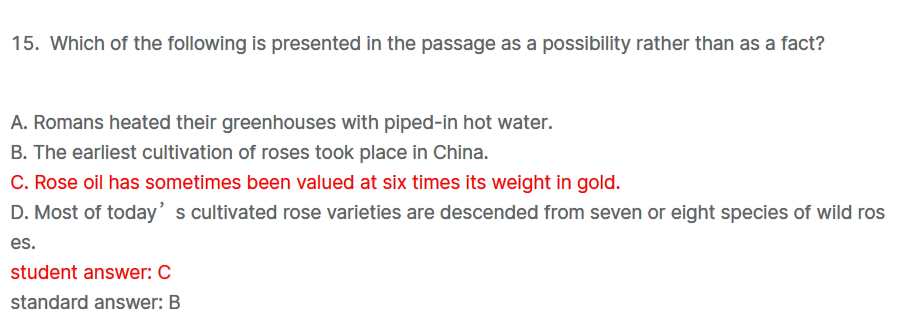 15. Which of the following is presented in the passage as a possibility rather than as a fact?
A. Romans heated their greenhouses with piped-in hot water.
B. The earliest cultivation of roses took place in China.
C. Rose oil has sometimes been valued at six times its weight in gold.
D. Most of today’s cultivated rose varieties are descended from seven or eight species of wild ros
es.
student answer: C
standard answer: B